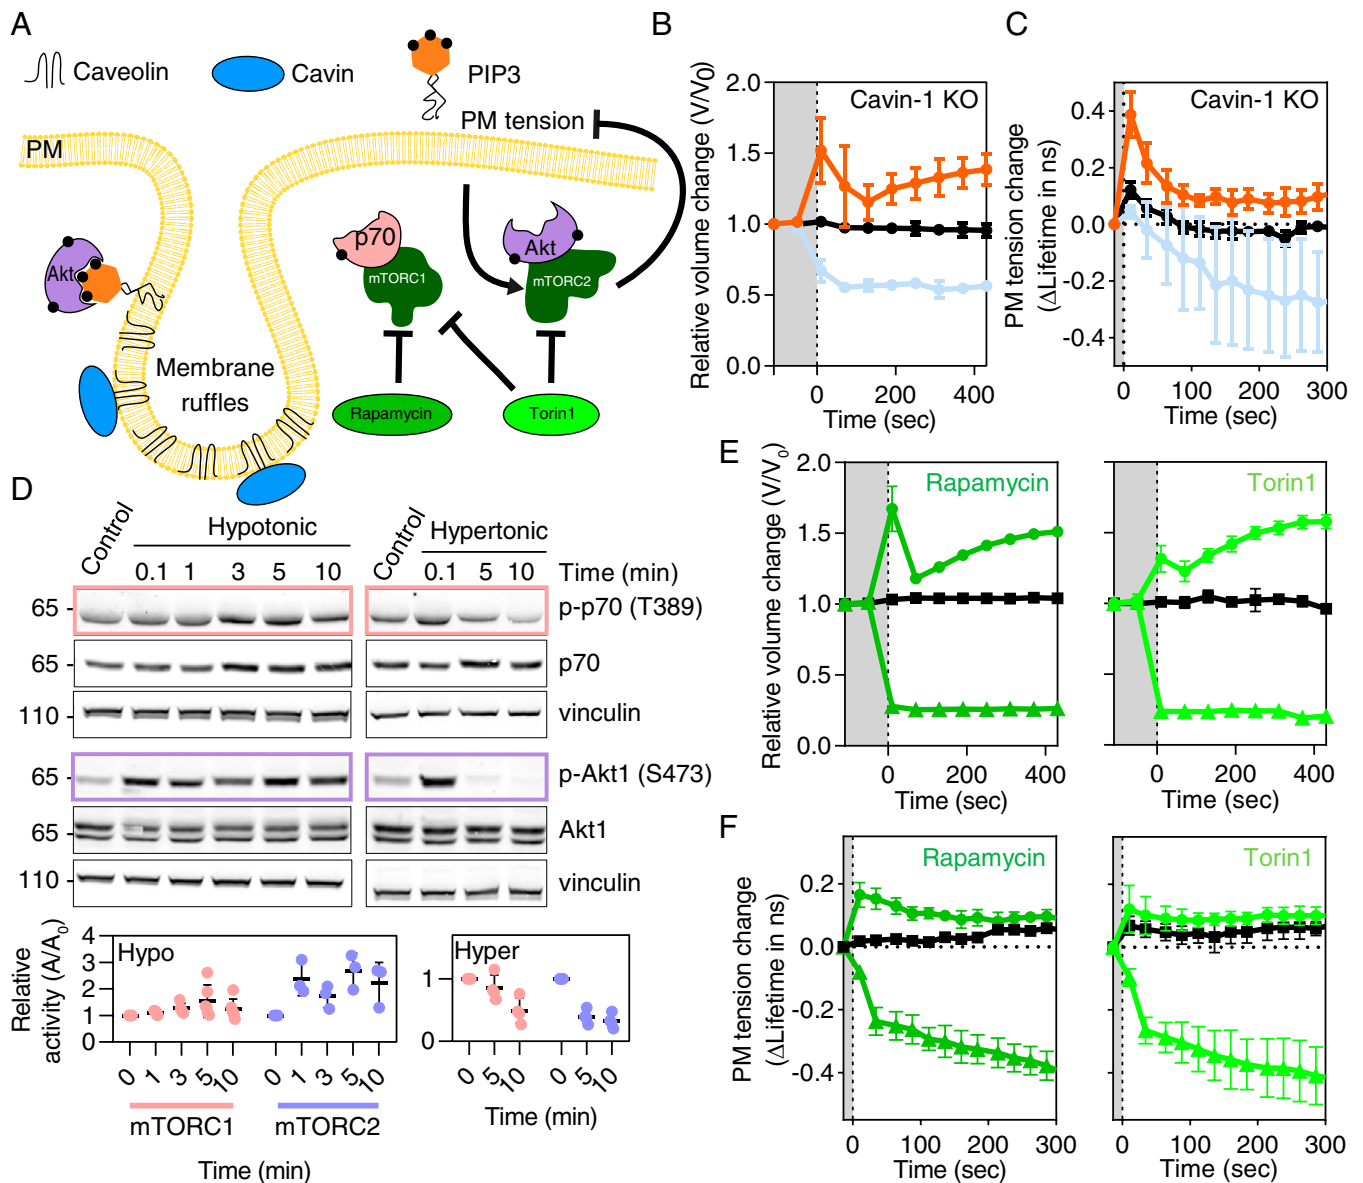 A
Caveolin
Cavin
PIP3
PM tension
PM
p70
mTORC1
Akt
mTORC2
Akt
Membrane
ruffles
Rapamycin
Torin1
B
Relative volume change (V/V0)
2.0
1.5
1.0
0.5
0.0
Cavin-1 KO
0 200 400
Time (sec)
C
PM tension change
(ΔLifetime in ns)
0.4
0.2
0.0
-0.2
-0.4
Cavin-1 KO
0 100 200 300
Time (sec)
D
Control
Hypotonic
0.1 1 3 5 10
Control
Hypertonic
0.1 5 10
Time (min)
65
p-p70 (T389)
65
p70
110
vinculin
65
p-Akt1 (S473)
65
Akt1
110
vinculin
Relative
activity (A/A0)
4
3
2
1
0
Hypo
0 1 3 5 10 0 1 3 5 10
mTORC1 mTORC2
Time (min)
1
0
Hyper
0 5 10 0 5 10
Time (min)
E
Relative volume change (V/V0)
2.0
1.5
1.0
0.5
0.0
Rapamycin
0 200 400
Time (sec)
Torin1
0 200 400
Time (sec)
F
PM tension change
(ΔLifetime in ns)
0.2
0.0
-0.2
-0.4
Rapamycin
0 100 200 300
Time (sec)
Torin1
0 100 200 300
Time (sec)